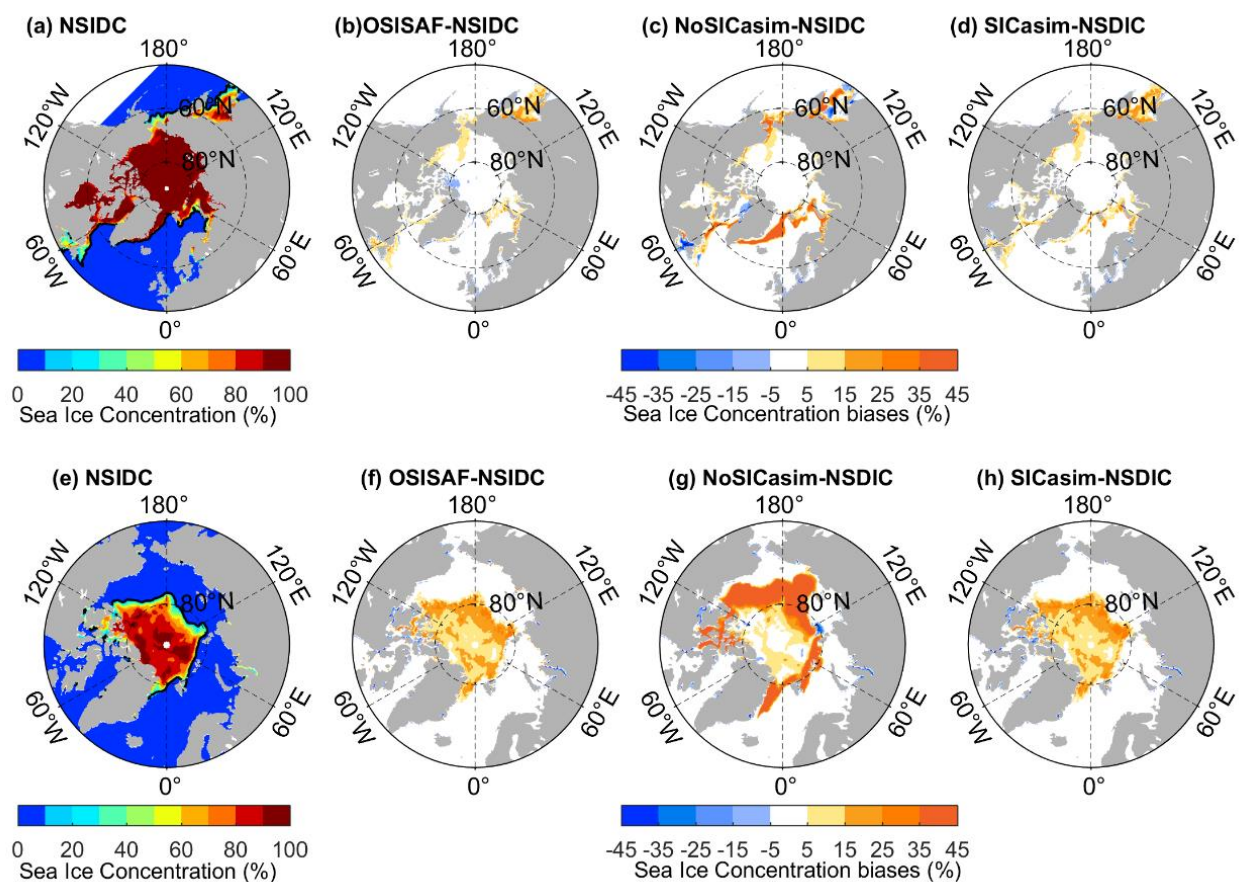 (a) NSIDC
(b)OSISAF-NSIDC
(c) NoSICasim-NSIDC
(d) SICasim-NSDIC
180° 180° 180° 180°
120°W 60°N 120°E 120°W 60°N 120°E 120°W 60°N 120°E 120°W 60°N 120°E
80°N 80°N 80°N 80°N
60°W 60°E 60°W 60°E 60°W 60°E 60°W 60°E
0° 0° 0° 0°
0 20 40 60 80 100
Sea Ice Concentration (%)
-45 -35 -25 -15 -5 5 15 25 35 45
Sea Ice Concentration biases (%)
(e) NSIDC
(f) OSISAF-NSIDC
(g) NoSICasim-NSDIC
(h) SICasim-NSDIC
180° 180° 180° 180°
120°W 120°E 120°W 120°E 120°W 120°E 120°W 120°E
80°N 80°N 80°N 80°N
60°W 60°E 60°W 60°E 60°W 60°E 60°W 60°E
0° 0° 0° 0°
0 20 40 60 80 100
Sea Ice Concentration (%)
-45 -35 -25 -15 -5 5 15 25 35 45
Sea Ice Concentration biases (%)